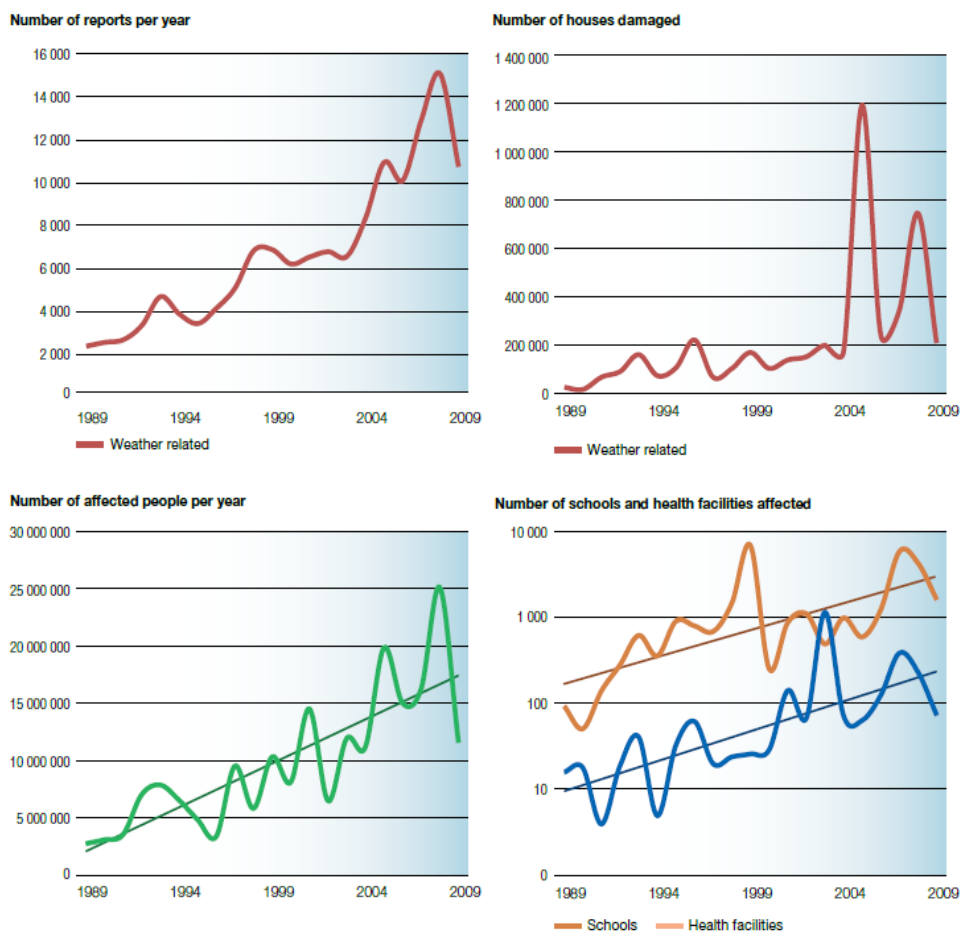 Number of reports per year
16 000
14 000
12 000
10 000
8 000
6 000
4 000
2 000
0
1989 1994 1999 2004 2009
Weather related
Number of houses damaged
1 400 000
1 200 000
1 000 000
800 000
600 000
400 000
200 000
0
1989 1994 1999 2004 2009
Weather related
Number of affected people per year
30 000 000
25 000 000
20 000 000
15 000 000
10 000 000
5 000 000
0
1989 1994 1999 2004 2009
Number of schools and health facilities affected
10 000
1 000
100
10
0
1989 1994 1999 2004 2009
Schools Health facilities